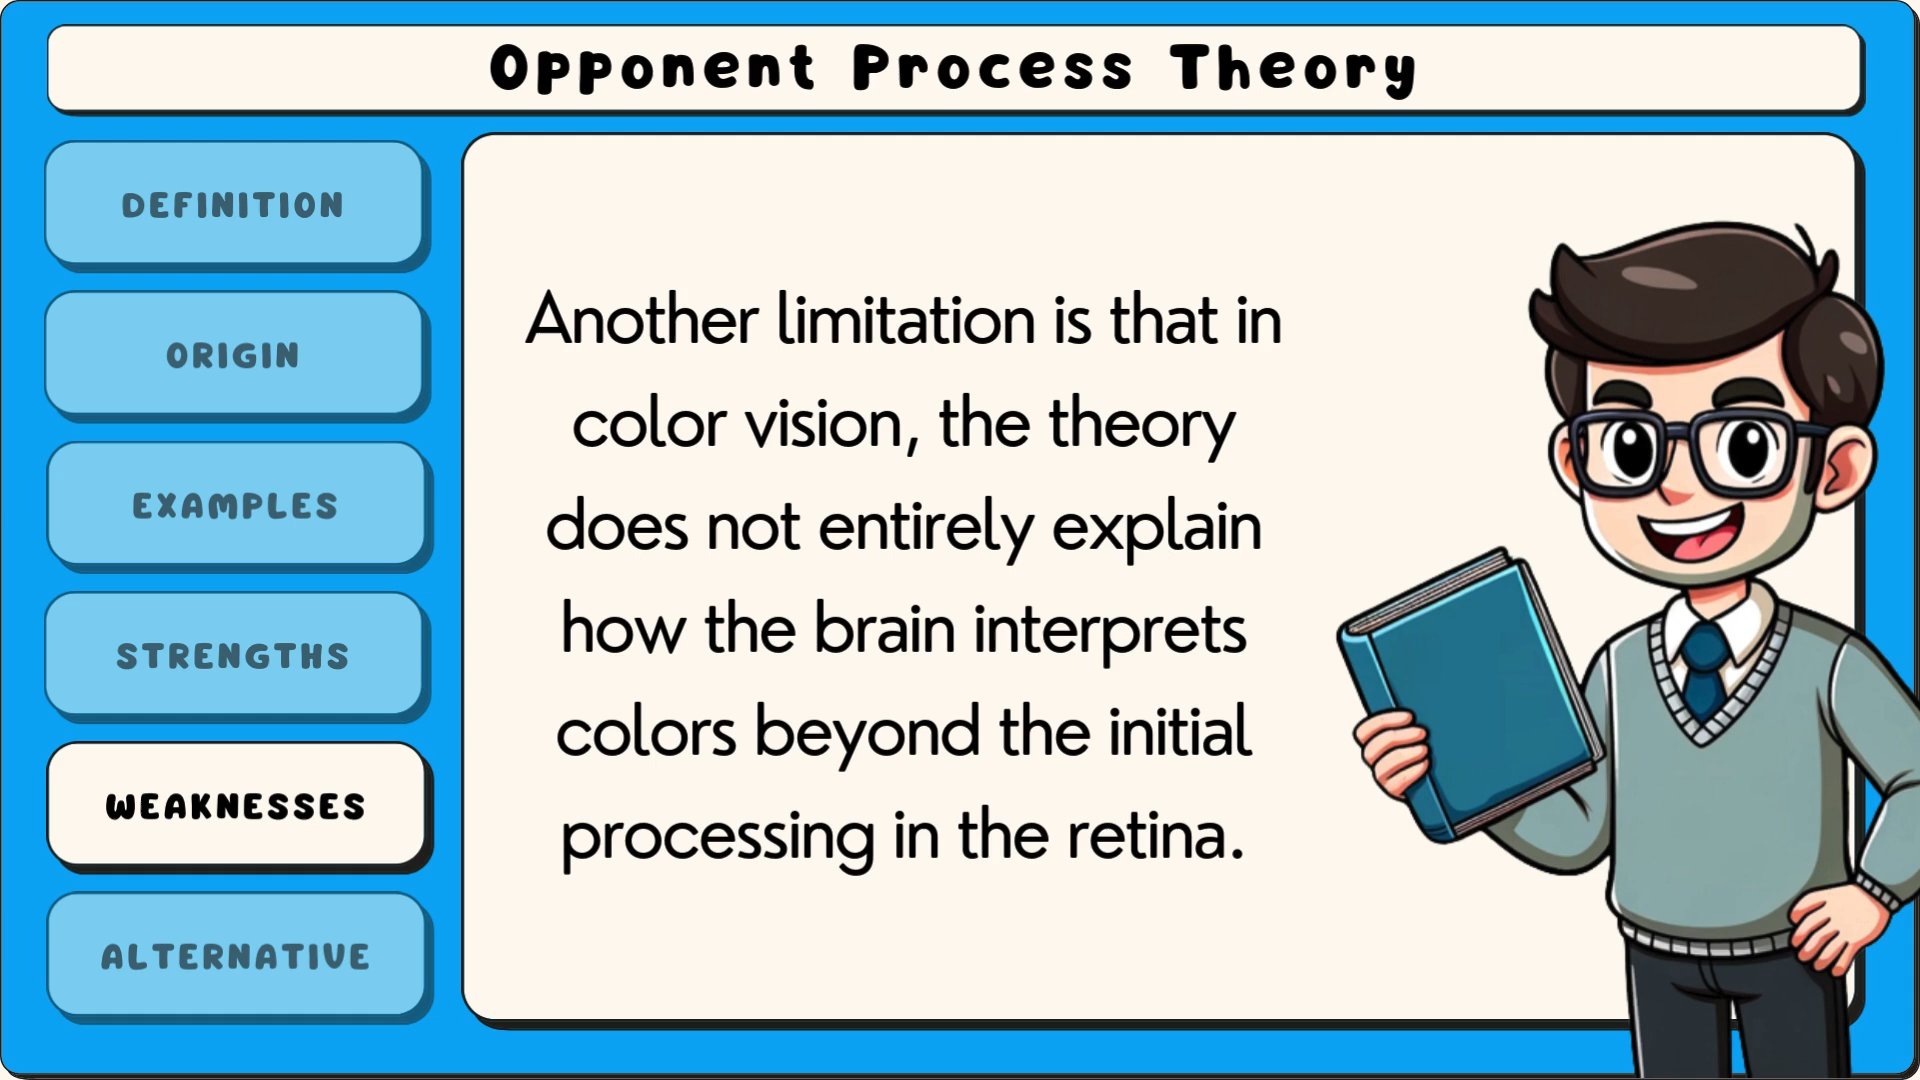 Opponent Process Theory
DEFINITION
ORIGIN
EXAMPLES
STRENGTHS
WEAKNESSES
ALTERNATIVE
Another limitation is that in
color vision, the theory
does not entirely explain
how the brain interprets
colors beyond the initial
processing in the retina.